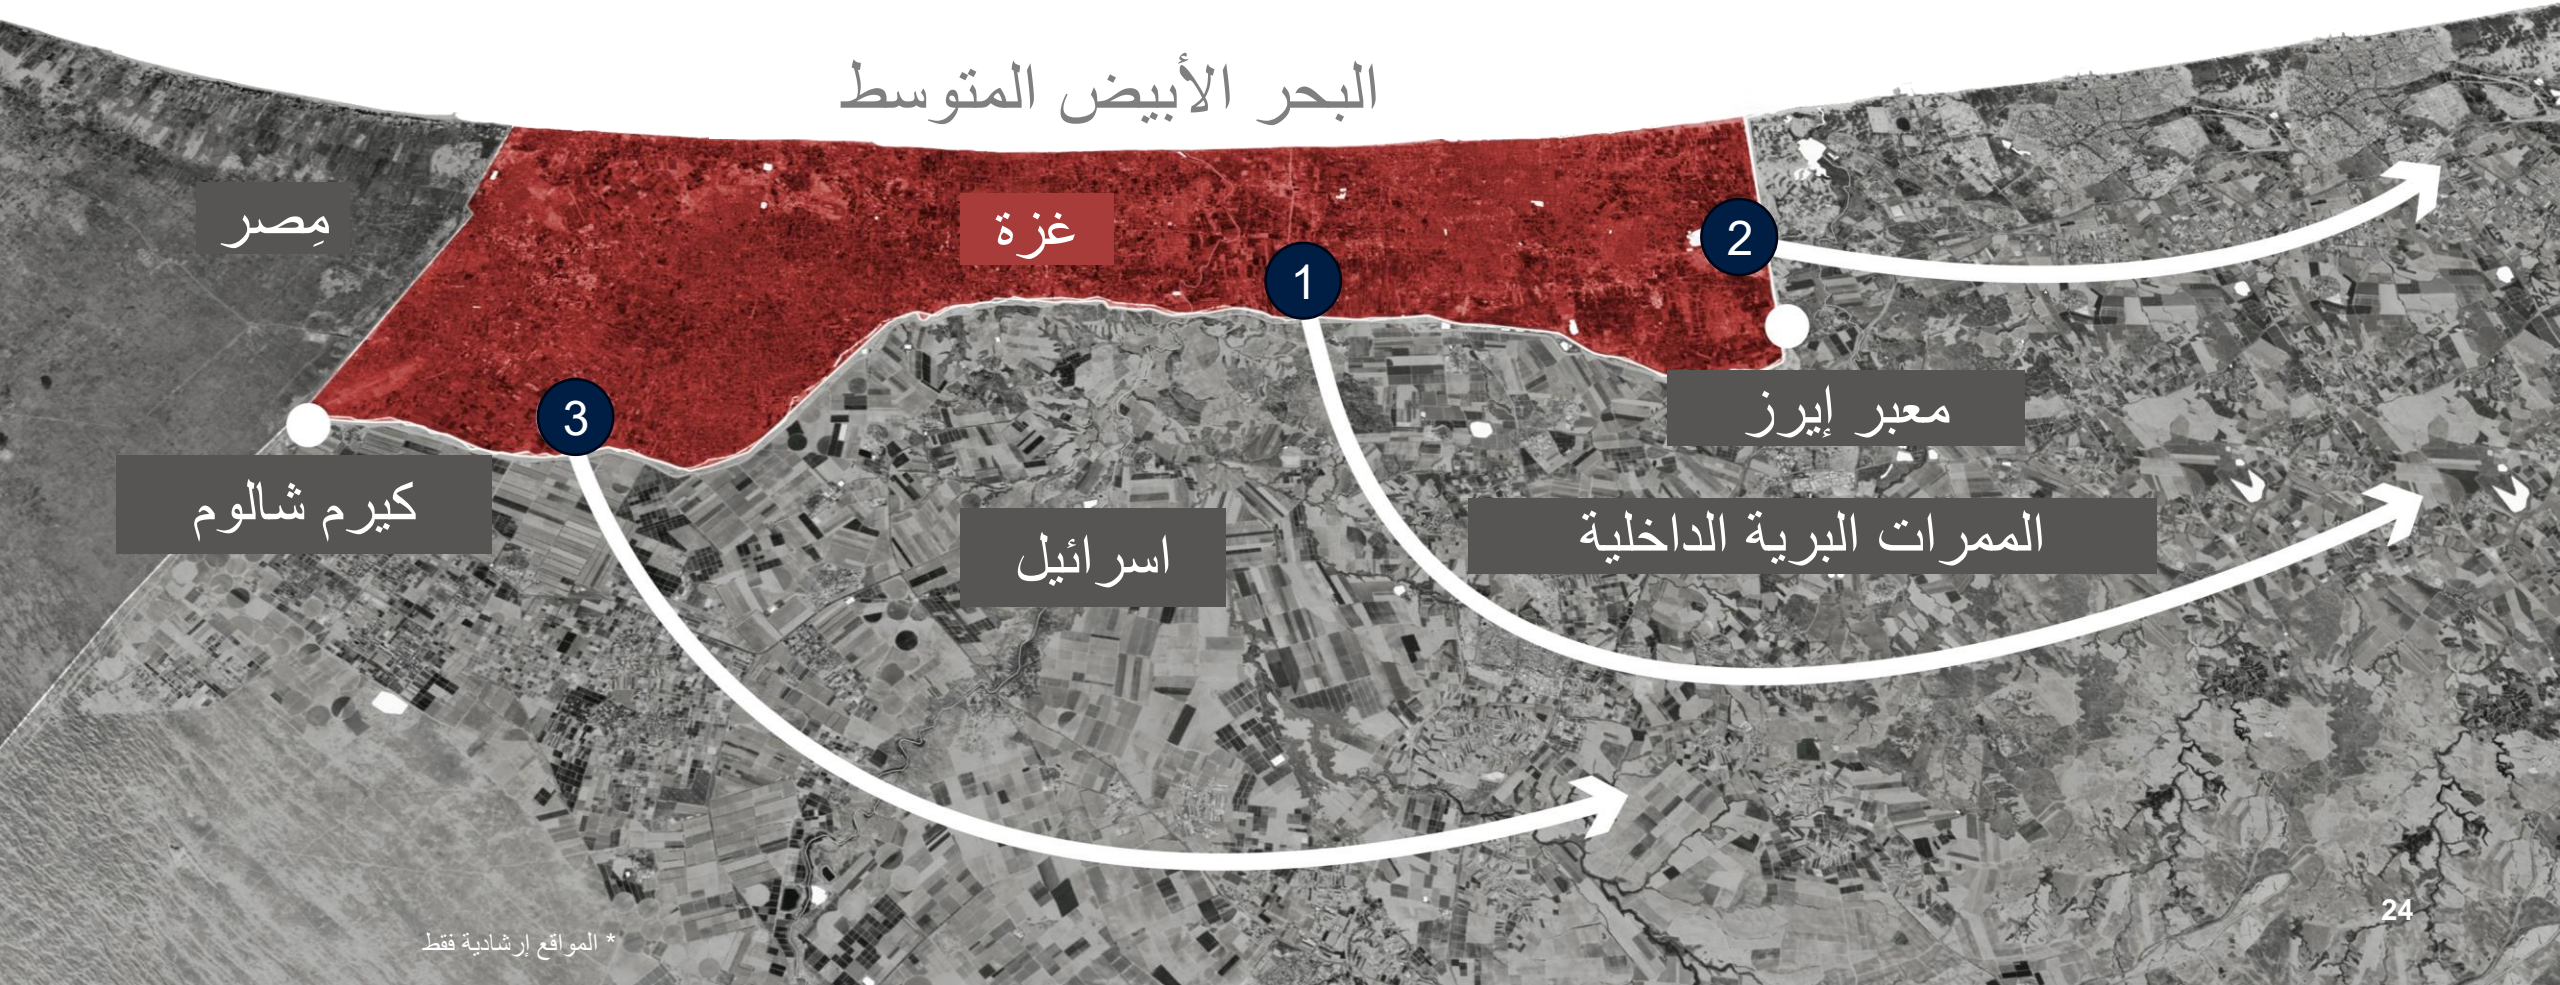 البحر الأبيض المتوسط
مِصر
غزة
2
1
3
معبر إيرز
كيرم شالوم
الممرات البرية الداخلية
اسرائيل
24
* المواقع إرشادية فقط